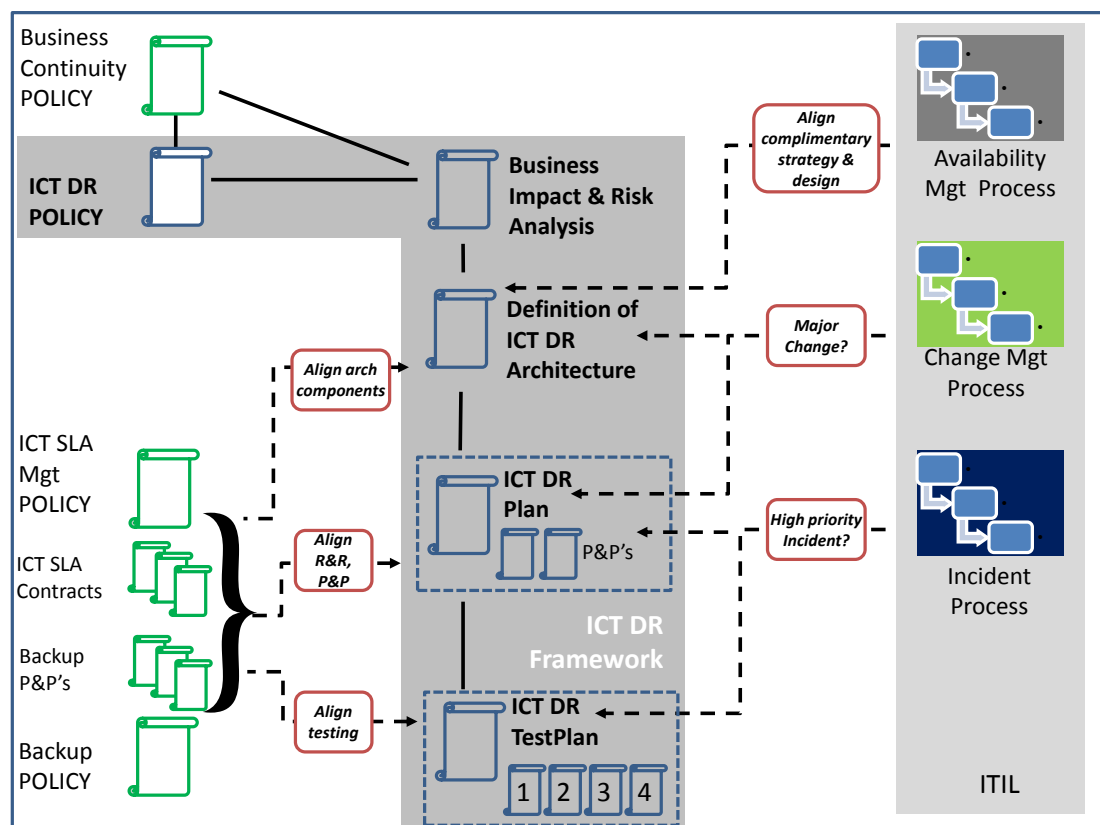 Business
Continuity
POLICY
ICT DR
POLICY
Business
Impact & Risk
Analysis
Align
complimentary
strategy &
design
Availability
Mgt  Process
Definition of
ICT DR
Architecture
Major
Change?
Change Mgt
Process
Align arch
components
ICT SLA
Mgt
POLICY
ICT DR
Plan
P&P's
High priority
Incident?
Incident
Process
ICT SLA
Contracts
Align
R&R,
P&P
Backup
P&P's
ICT DR
Framework
Align
testing
ICT DR
TestPlan
1 2 3 4
Backup
POLICY
ITIL